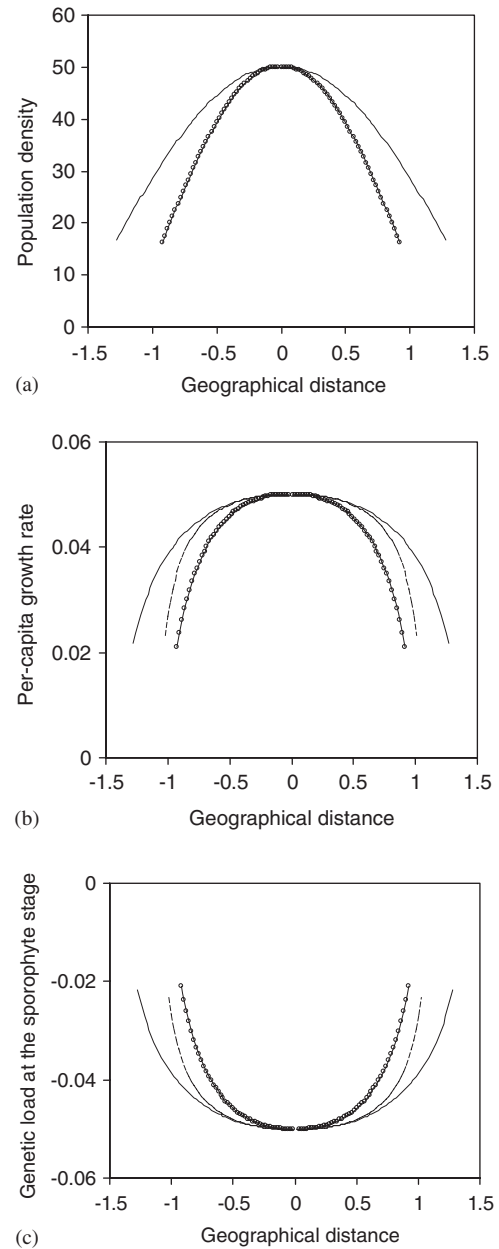 60
50
40
30
20
10
0
Population density
-1.5 -1 -0.5 0 0.5 1 1.5
(a) Geographical distance
0.06
0.04
0.02
0
Per-capita growth rate
-1.5 -1 -0.5 0 0.5 1 1.5
(b) Geographical distance
0
-0.02
-0.04
-0.06
Genetic load at the sporophyte stage
-1.5 -1 -0.5 0 0.5 1 1.5
(c) Geographical distance